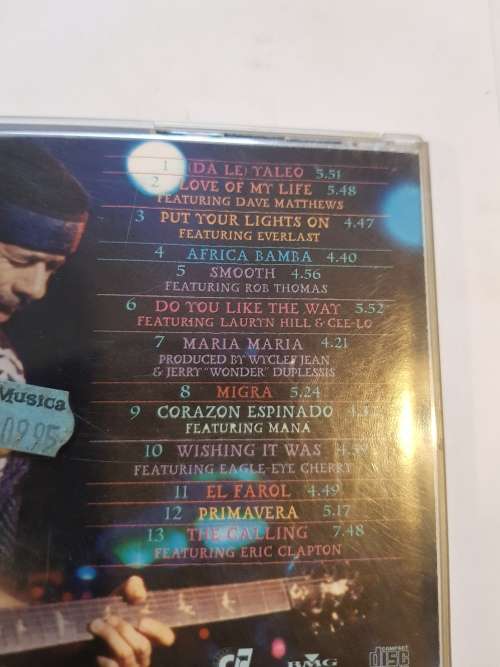 1 (DA LE) YALEO 5.51
2 LOVE OF MY LIFE 5.48
FEATURING DAVE MATTHEWS
3 PUT YOUR LIGHTS ON 4.47
FEATURING EVERLAST
4 AFRICA BAMBA 4.40
5 SMOOTH 4.56
FEATURING ROB THOMAS
6 DO YOU LIKE THE WAY 5.52
FEATURING LAURYN HILL & CEE-LO
7 MARIA MARIA 4.21
PRODUCED BY WYCLEF JEAN
& JERRY "WONDER" DUPLESSIS
8 MIGRA 5.24
Musica
9 CORAZON ESPINADO
FEATURING MANA
10 WISHING IT WAS
FEATURING EAGLE-EYE CHERRY
11 EL FAROL 4.49
12 PRIMAVERA 5.17
13 THE CALLING 7.48
FEATURING ERIC CLAPTON
BMG
COMPACT
disc